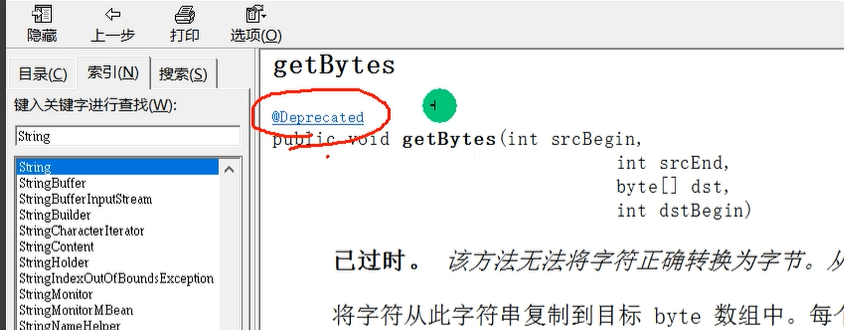 隐藏 上一步 打印 选项(O)
目录(C) 索引(N) 搜索(S)
键入关键字进行查找(W):
String
String
StringBuffer
StringBufferInputStream
StringBuilder
StringCharacterIterator
StringContent
StringHolder
StringIndexOutOfBoundsException
StringMonitor
StringMonitorMBean
StringNameHelper
getBytes
@Deprecated
public void getBytes(int srcBegin,
int srcEnd,
byte[] dst,
int dstBegin)
已过时。 该方法无法将字符正确转换为字节。从
将字符从此字符串复制到目标 byte 数组中。每个